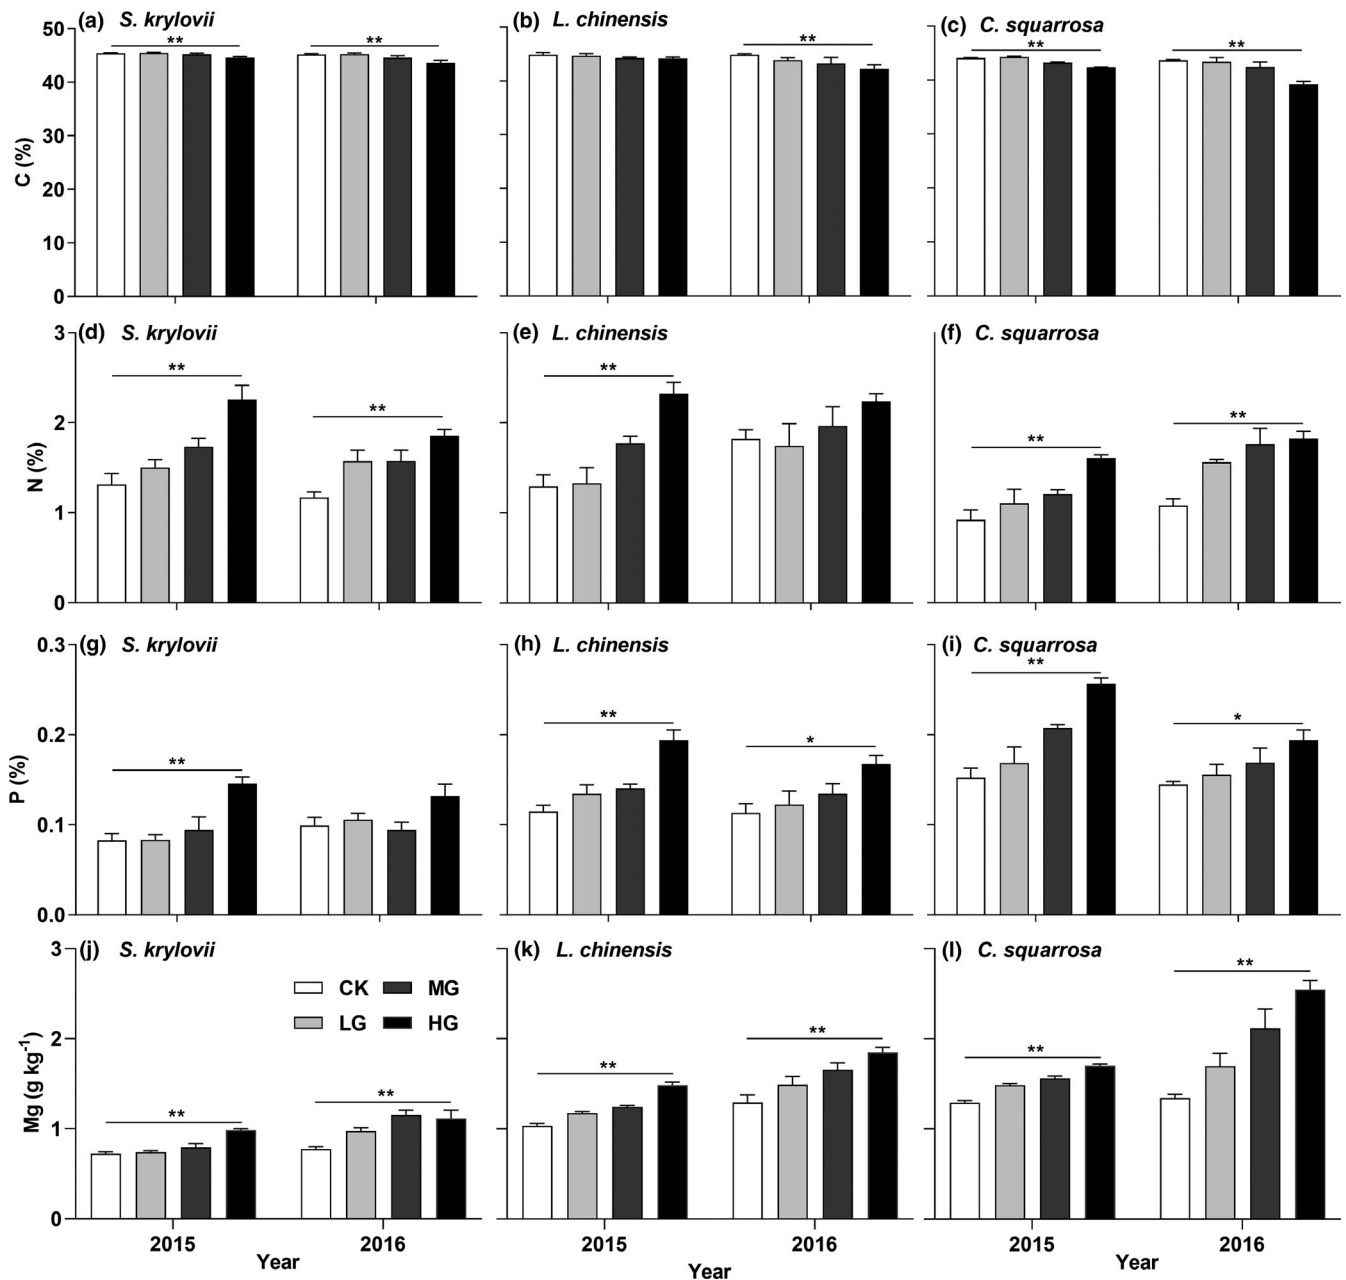 (a) S. krylovii
(b) L. chinensis
(c) C. squarrosa
50
40
30
20
10
0
C (%)
** **
**
** **
(d) S. krylovii
(e) L. chinensis
(f) C. squarrosa
3
2
1
0
N (%)
** **
**
** **
(g) S. krylovii
(h) L. chinensis
(i) C. squarrosa
0.3
0.2
0.1
0.0
P (%)
**
** *
** *
(j) S. krylovii
(k) L. chinensis
(l) C. squarrosa
3
2
1
0
Mg (g kg-1)
CK MG
LG HG
** **
** **
** **
2015 2016
Year
2015 2016
Year
2015 2016
Year